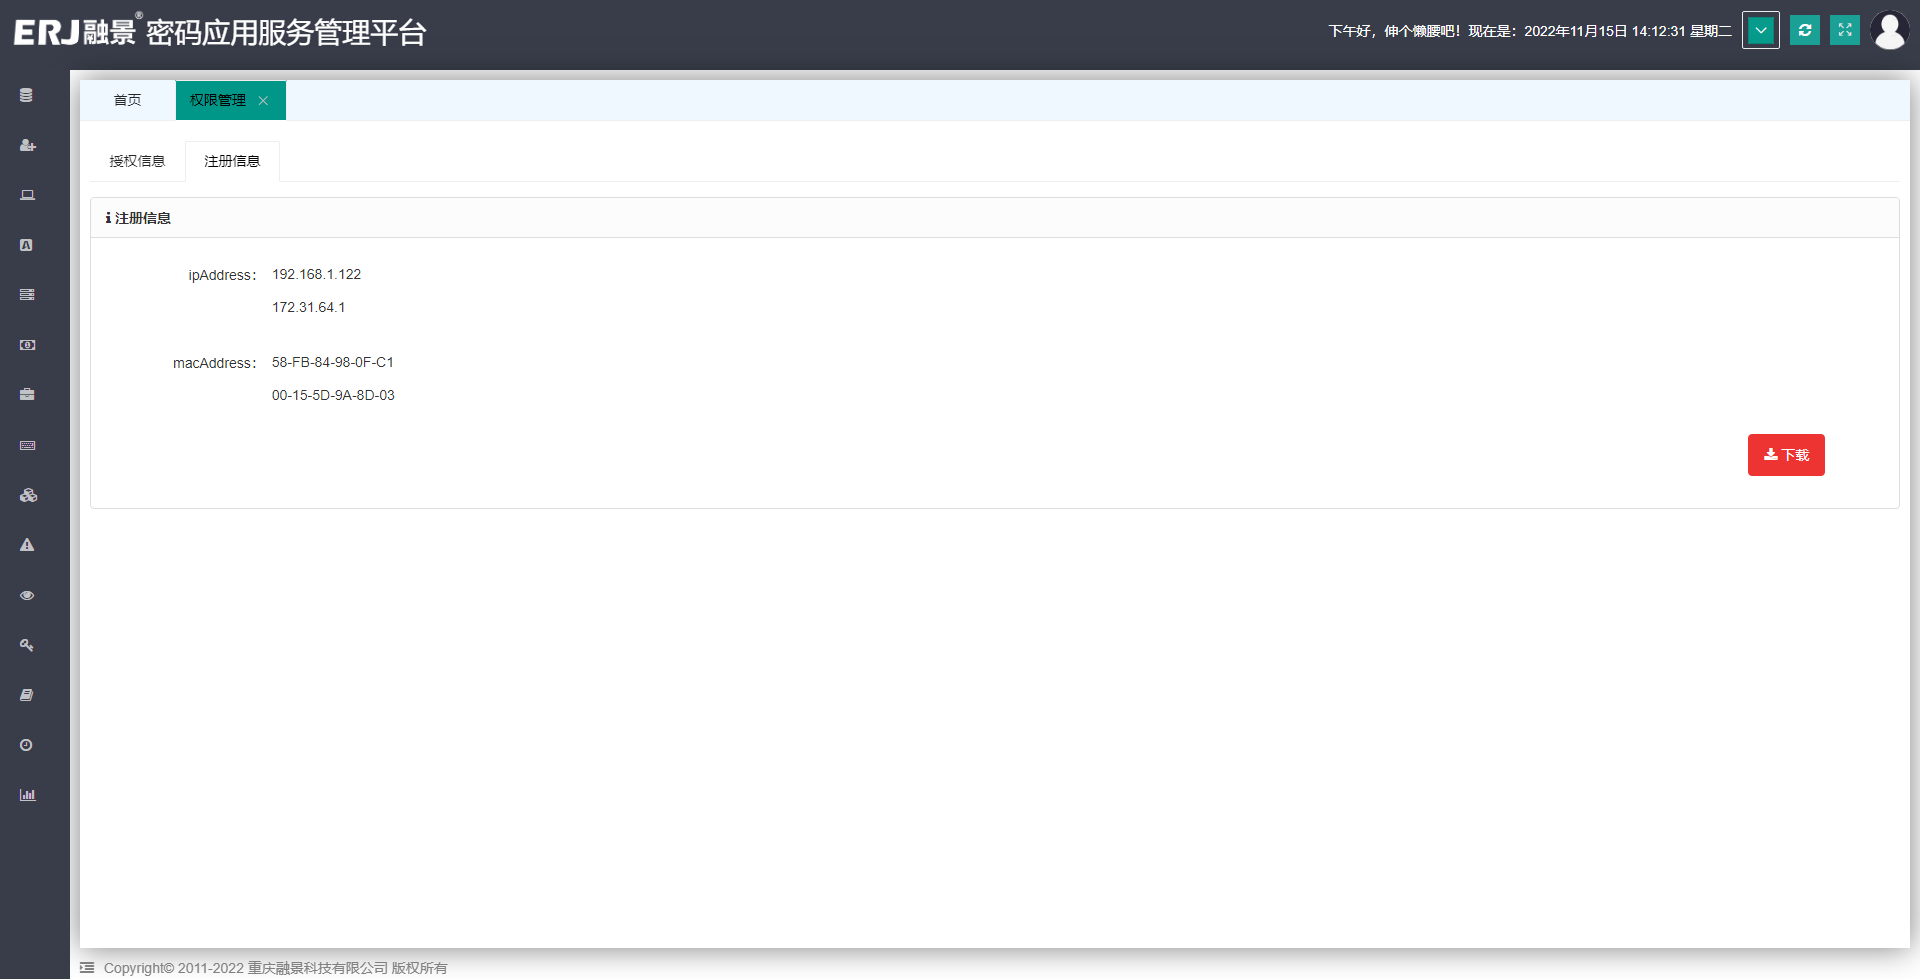 ERJ融景® 密码应用服务管理平台
下午好，伸个懒腰吧！现在是：2022年11月15日 14:12:31 星期二
首页
权限管理
授权信息
注册信息
注册信息
ipAddress： 192.168.1.122
172.31.64.1
macAddress： 58-FB-84-98-0F-C1
00-15-5D-9A-8D-03
下载
Copyright© 2011-2022 重庆融景科技有限公司 版权所有